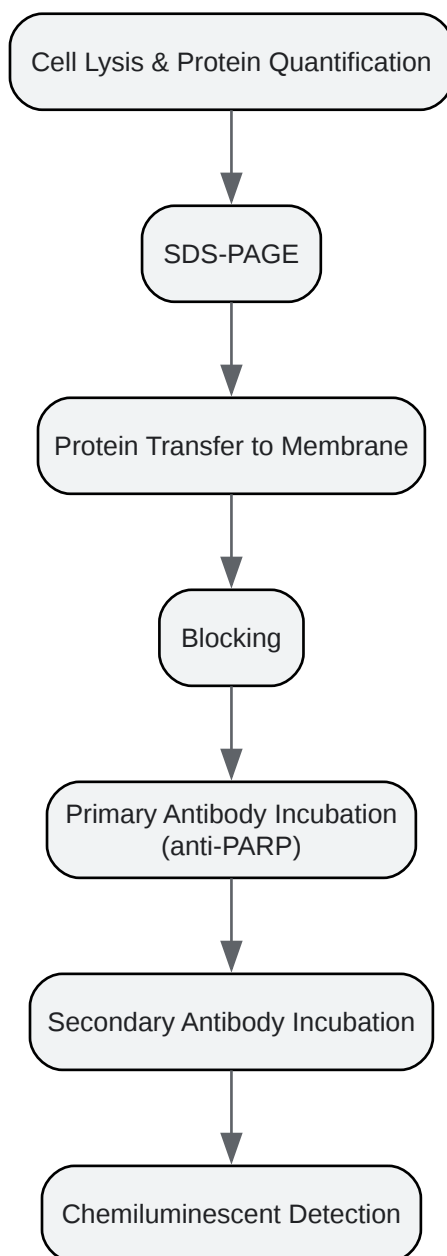 Cell Lysis & Protein Quantification
SDS-PAGE
Protein Transfer to Membrane
Blocking
Primary Antibody Incubation
(anti-PARP)
Secondary Antibody Incubation
Chemiluminescent Detection